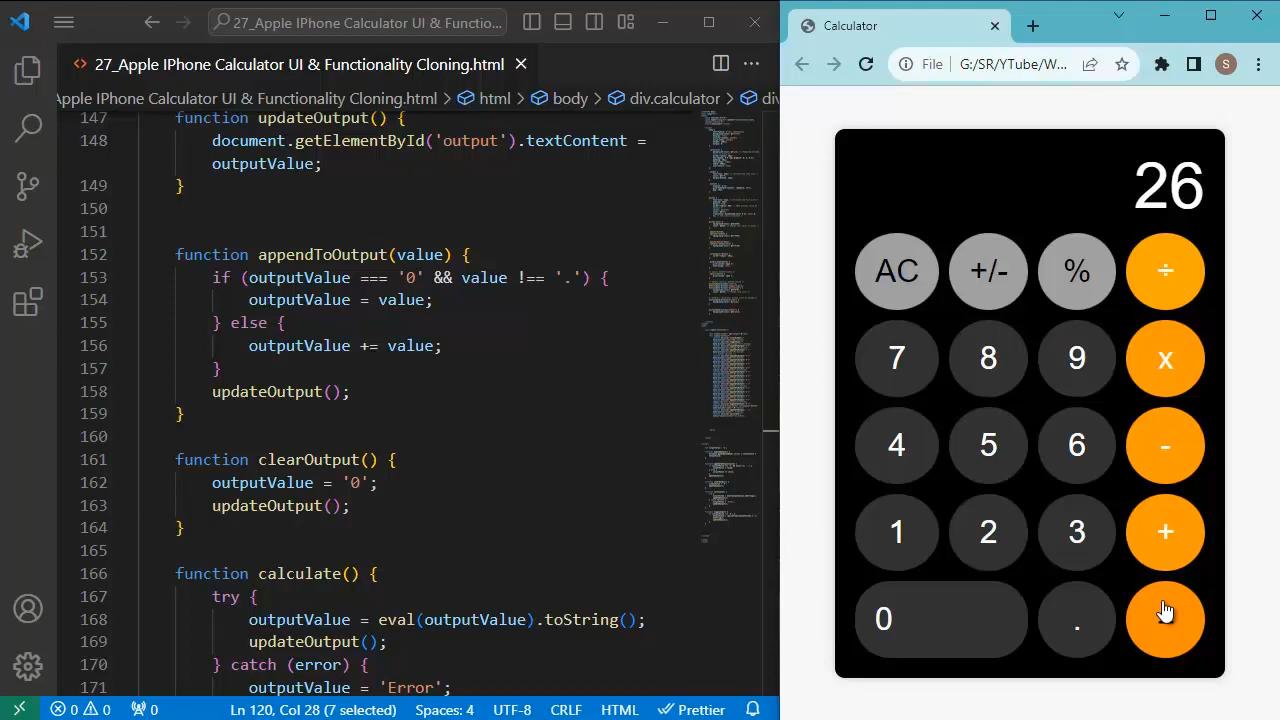 27_Apple IPhone Calculator UI & Functio...
27_Apple IPhone Calculator UI & Functionality Cloning.html
Apple IPhone Calculator UI & Functionality Cloning.html > html > body > div.calculator > div
147 function updateOutput() {
148 document.getElementById('output').textContent =
outputValue;
149 }
150
151
152 function appendToOutput(value) {
153 if (outputValue === '0' && value !== '.') {
154 outputValue = value;
155 } else {
156 outputValue += value;
157 }
158 updateOutput();
159 }
160
161 function clearOutput() {
162 outputValue = '0';
163 updateOutput();
164 }
165
166 function calculate() {
167 try {
168 outputValue = eval(outputValue).toString();
169 updateOutput();
170 } catch (error) {
171 outputValue = 'Error';
0 0 0 Ln 120, Col 28 (7 selected) Spaces: 4 UTF-8 CRLF HTML Prettier
Calculator
File G:/SR/YTube/W... S
26
AC +/- % ÷
7 8 9 x
4 5 6 -
1 2 3 +
0 .